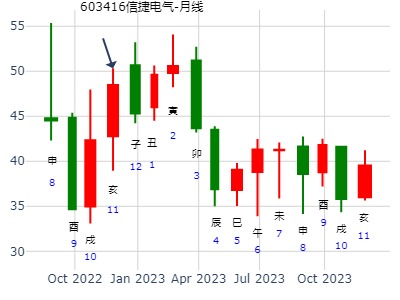 603416信捷电气-月线
55
50
45
40
35
30
申
8
酉
9
戌
10
亥
11
子
12
丑
1
寅
2
卯
3
辰
4
巳
5
午
6
未
7
申
8
酉
9
戌
10
亥
11
Oct 2022
Jan 2023
Apr 2023
Jul 2023
Oct 2023